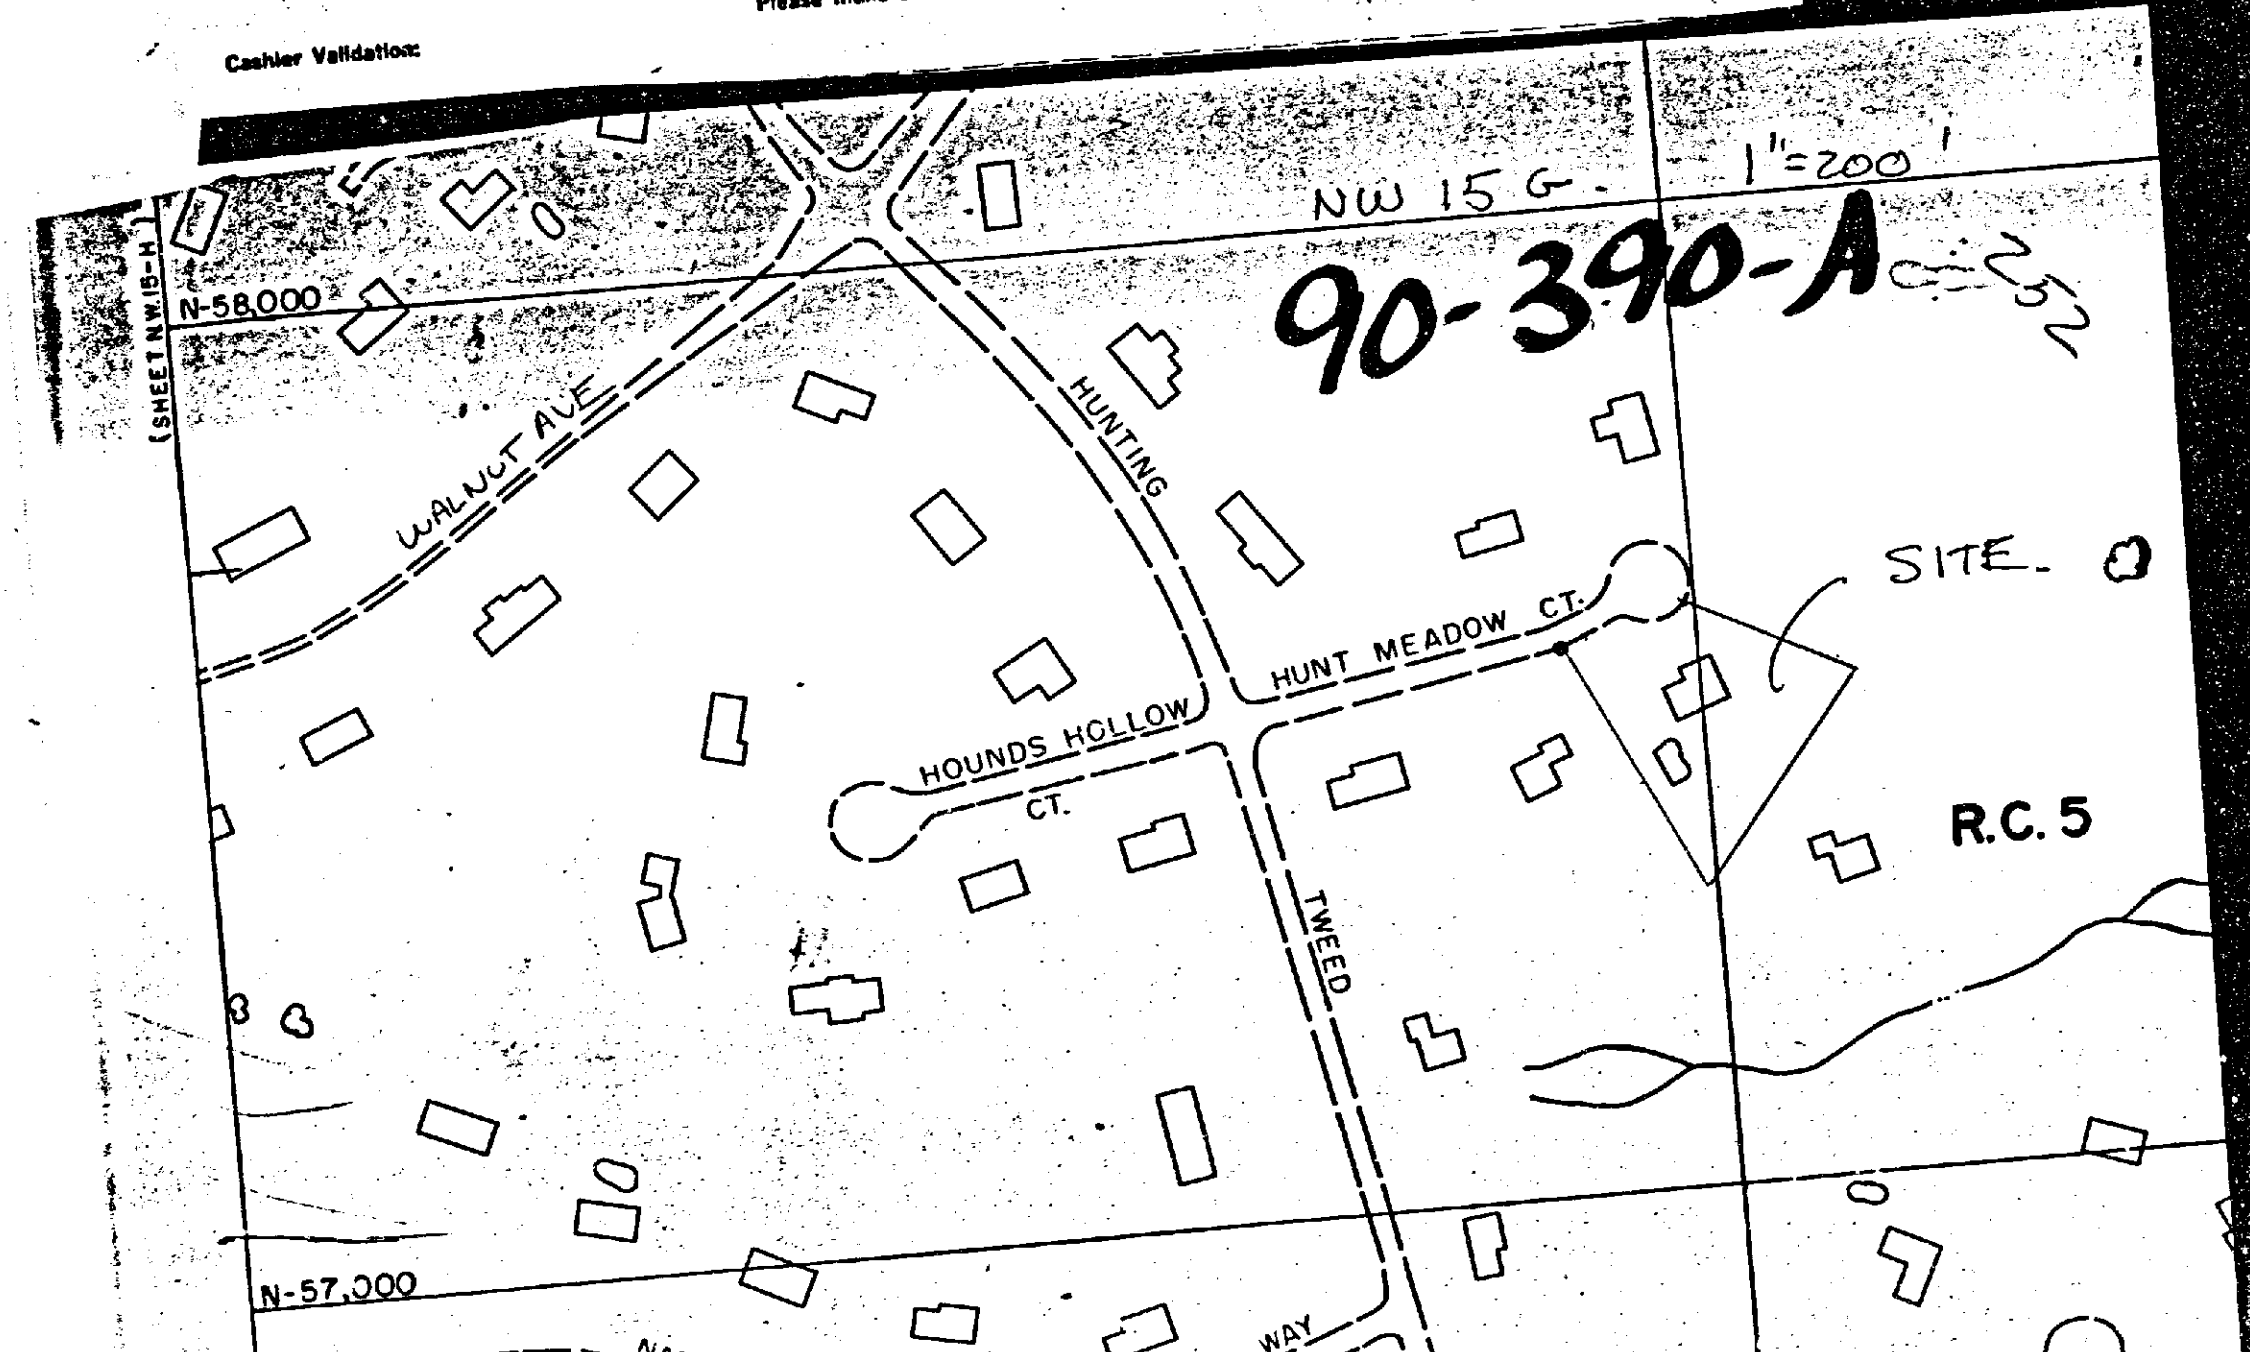 Cashier Validation:
NW 15 G.
1"=200'
90-390-A
(SHEET N.W. 15-H)
N-58,000
WALNUT AVE
HUNTING
SITE.
HUNT MEADOW CT.
HOUNDS HOLLOW
CT.
R.C. 5
TWEED
N-57,000
WAY